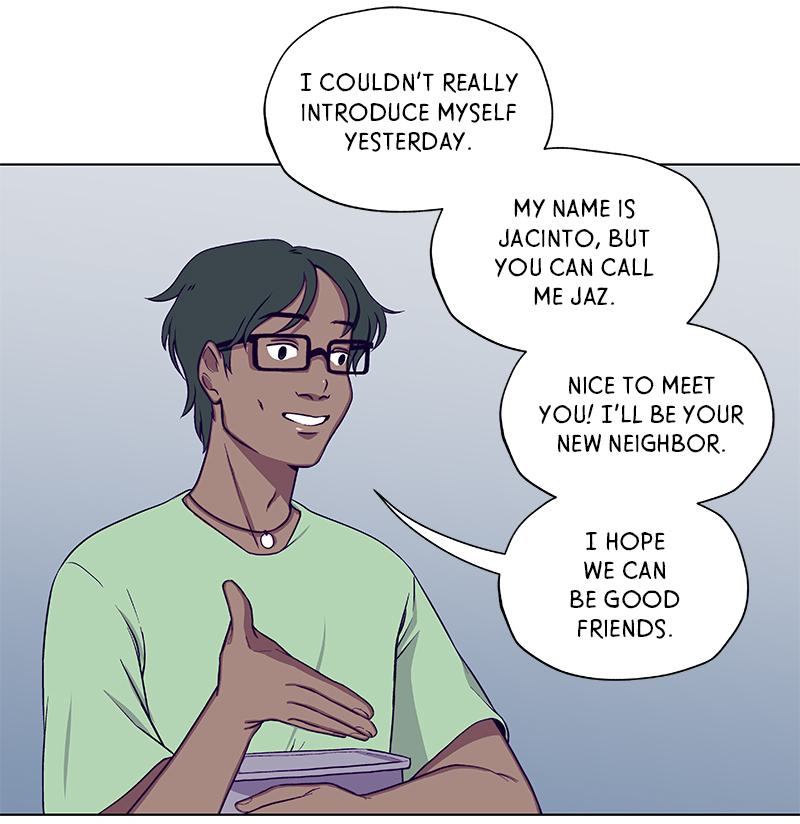 I COULDN'T REALLY
INTRODUCE MYSELF
YESTERDAY.
MY NAME IS
JACINTO, BUT
YOU CAN CALL
ME JAZ.
NICE TO MEET
YOU! I'LL BE YOUR
NEW NEIGHBOR.
I HOPE
WE CAN
BE GOOD
FRIENDS.